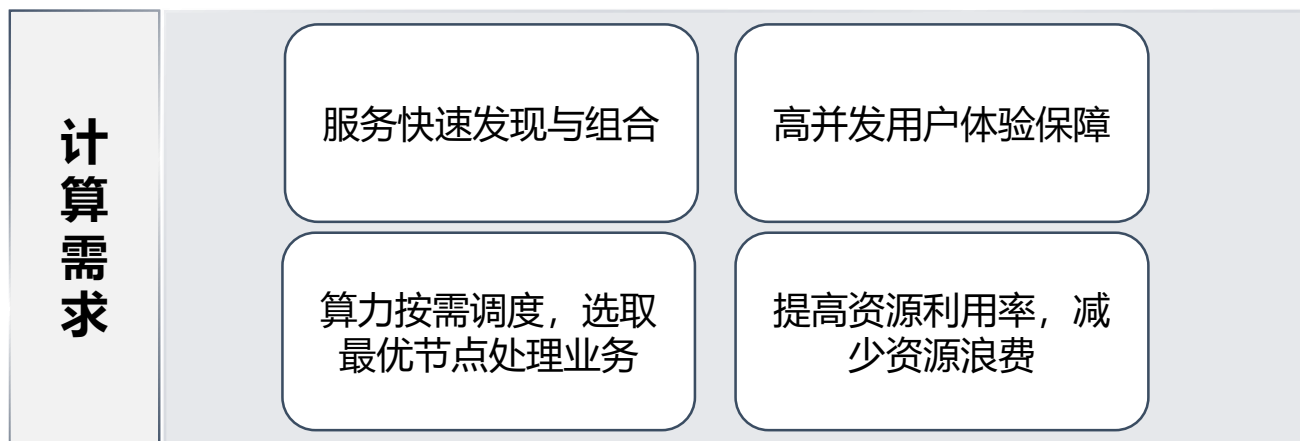 计算需求
服务快速发现与组合
高并发用户体验保障
算力按需调度，选取
最优节点处理业务
提高资源利用率，减
少资源浪费